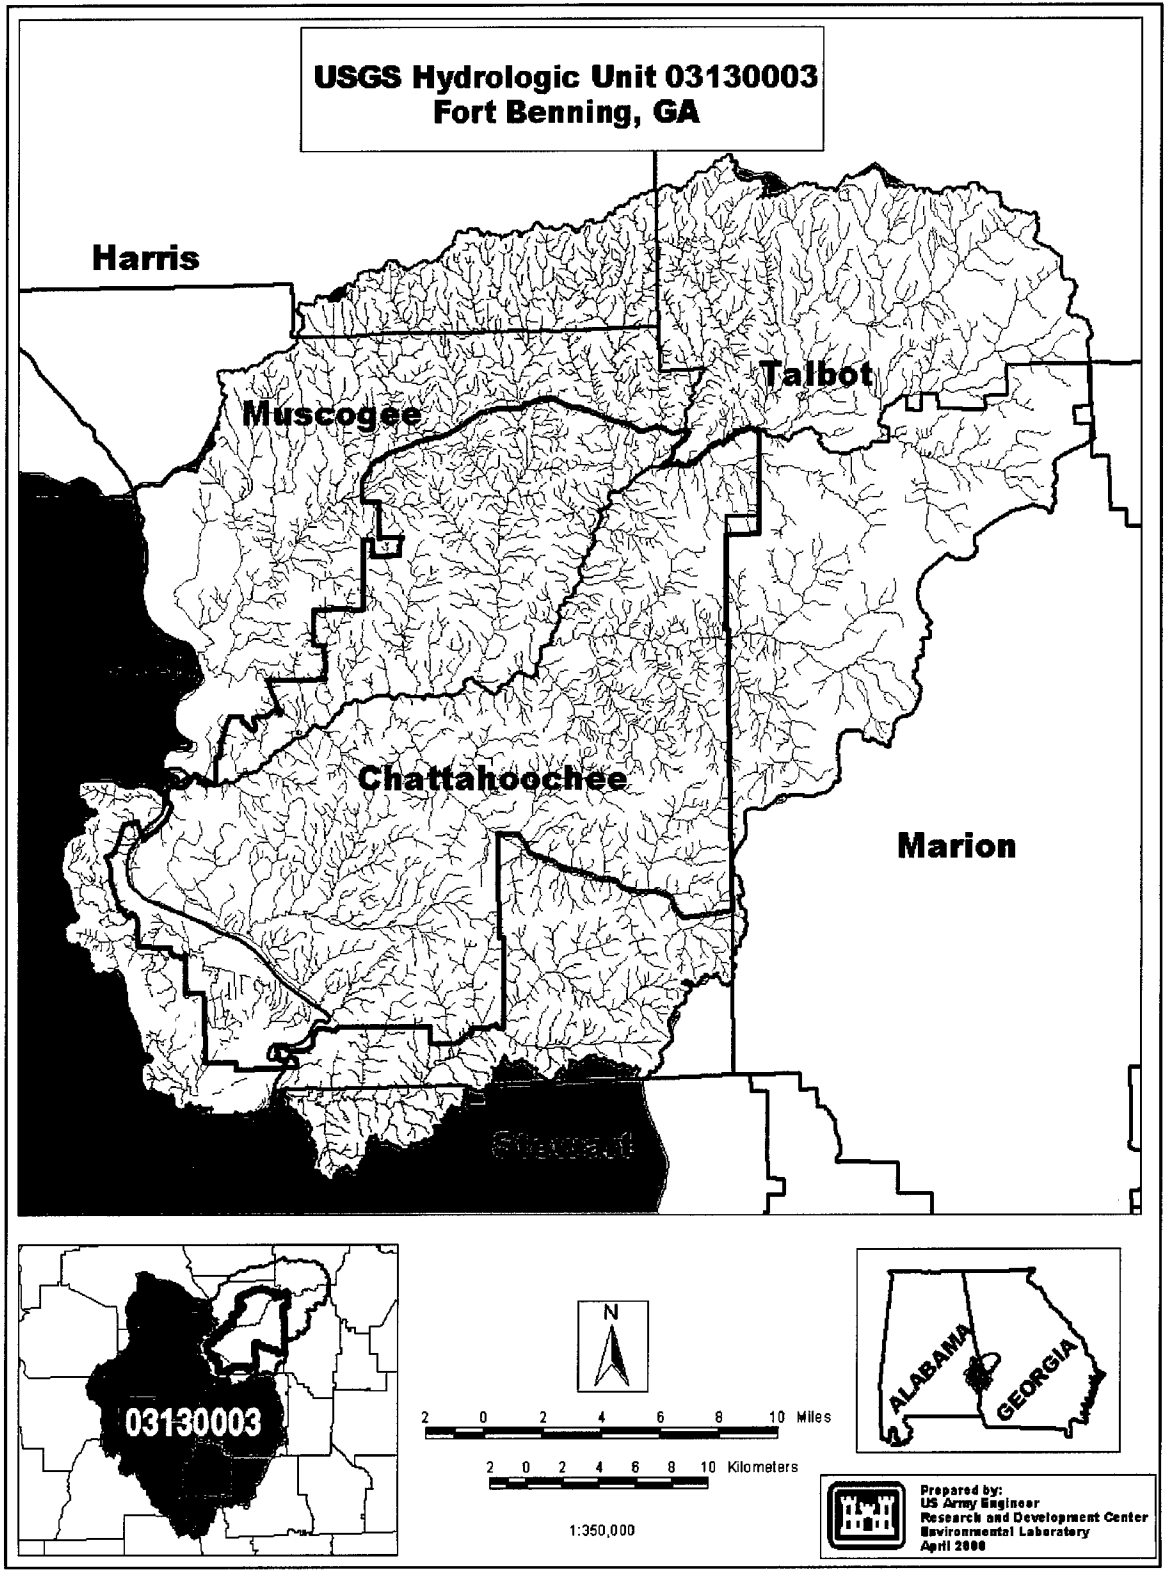 USGS Hydrologic Unit 03130003
Fort Benning, GA
Harris
Talbot
Muscogee
Chattahoochee
Marion
Stewart
03130003
N
2 0 2 4 6 8 10 Miles
2 0 2 4 6 8 10 Kilometers
1:350,000
ALABAMA
GEORGIA
Prepared by:
US Army Engineer
Research and Development Center
Environmental Laboratory
April 2000